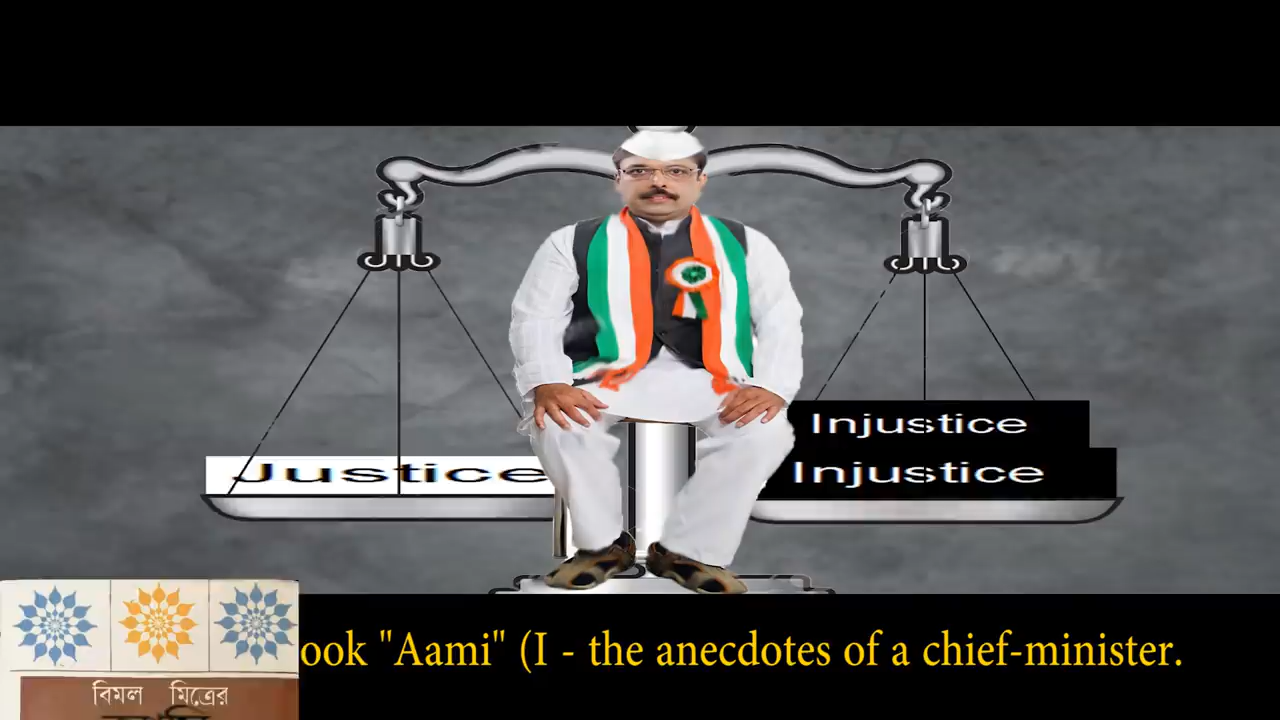 Injustice
Justice
Injustice
ook "Aami" (I - the anecdotes of a chief-minister.
বিমল মিত্রের